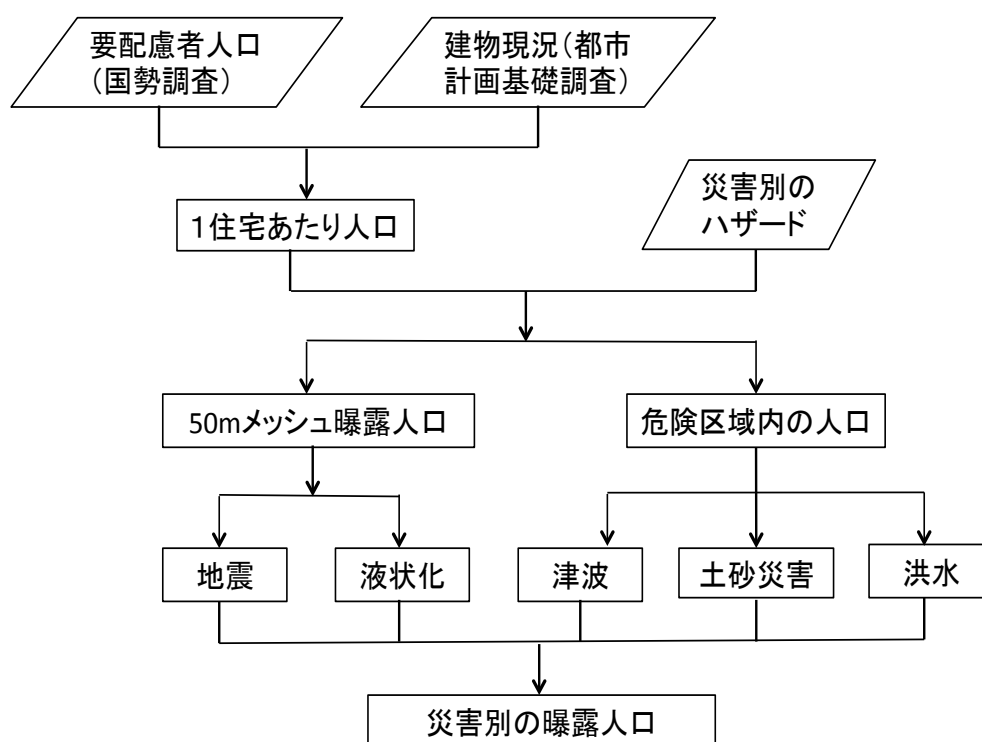 要配慮者人口
(国勢調査)
建物現況(都市
計画基礎調査)
災害別の
ハザード
1住宅あたり人口
50mメッシュ曝露人口
危険区域内の人口
地震
液状化
津波
土砂災害
洪水
災害別の曝露人口